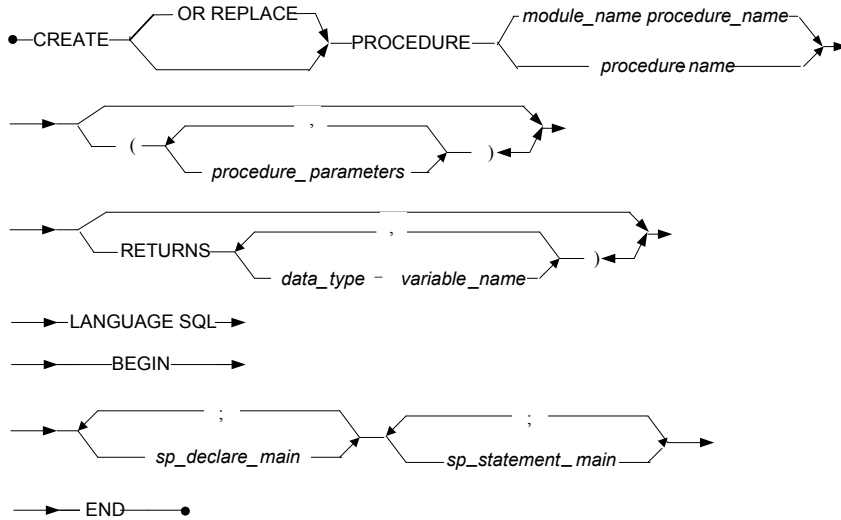 OR REPLACE
CREATE PROCEDURE
module_name procedure_name
procedure name
,
( procedure_parameters )
,
RETURNS data_type - variable_name )
LANGUAGE SQL
BEGIN
; ;
sp_declare_main sp_statement_main
END